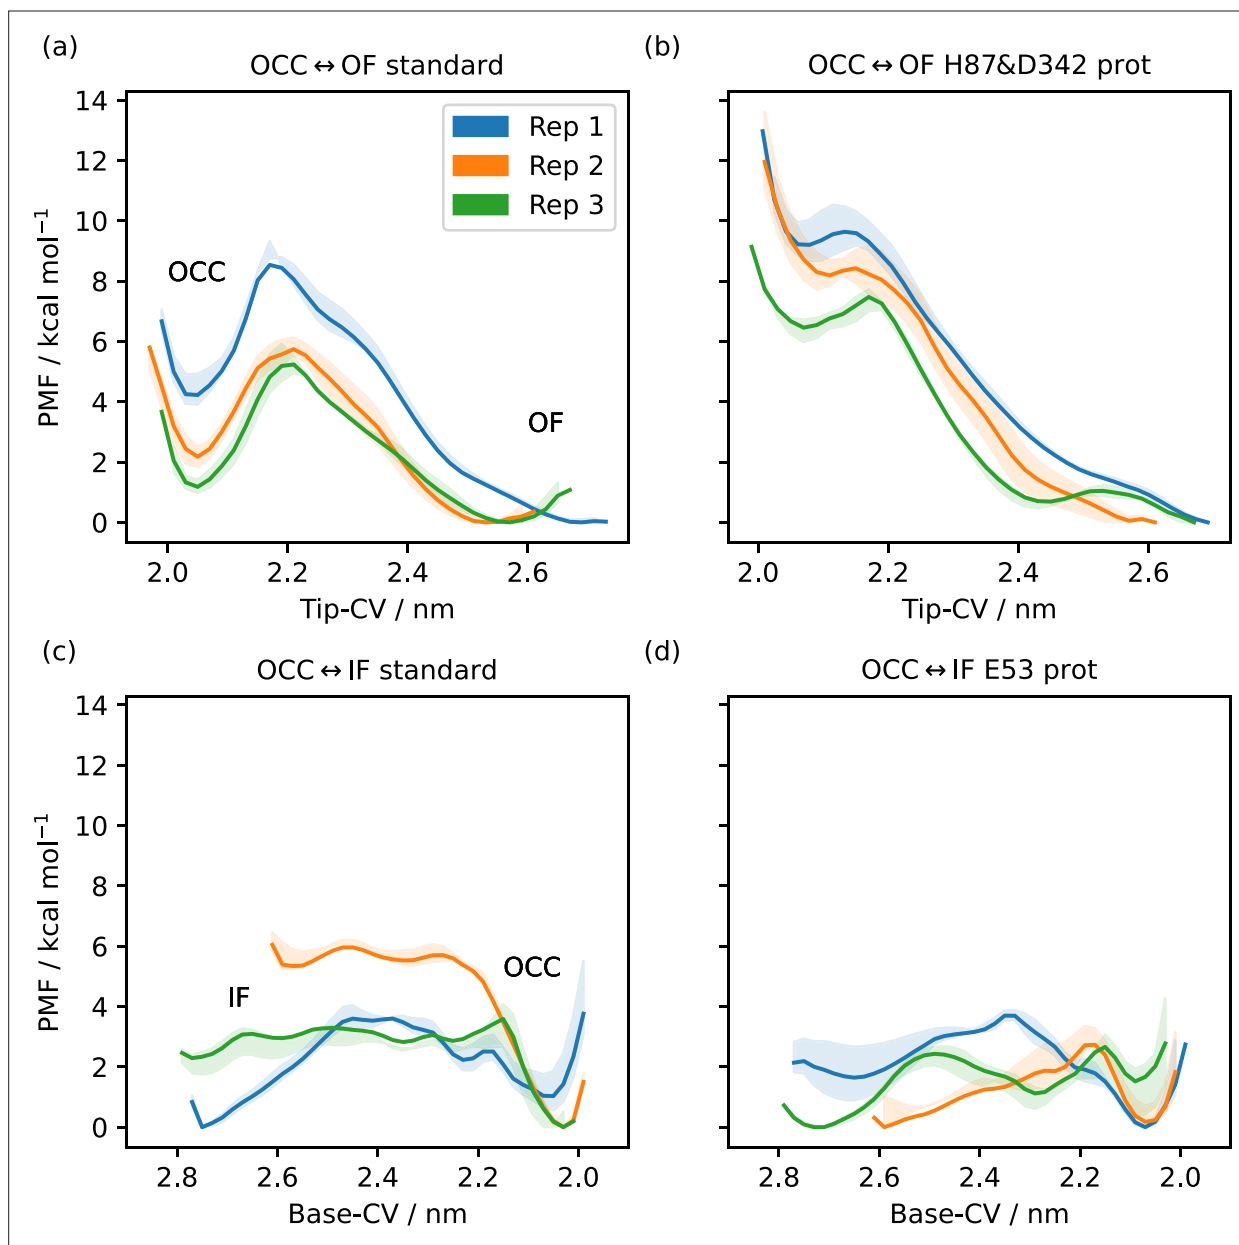 (a)
OCC↔OF standard
14
12
10
8
6
4
2
0
PMF / kcal mol⁻¹
Rep 1
Rep 2
Rep 3
OCC
OF
2.0 2.2 2.4 2.6
Tip-CV / nm
(b)
OCC↔OF H87&D342 prot
2.0 2.2 2.4 2.6
Tip-CV / nm
(c)
OCC↔IF standard
14
12
10
8
6
4
2
0
PMF / kcal mol⁻¹
OCC
IF
2.8 2.6 2.4 2.2 2.0
Base-CV / nm
(d)
OCC↔IF E53 prot
2.8 2.6 2.4 2.2 2.0
Base-CV / nm